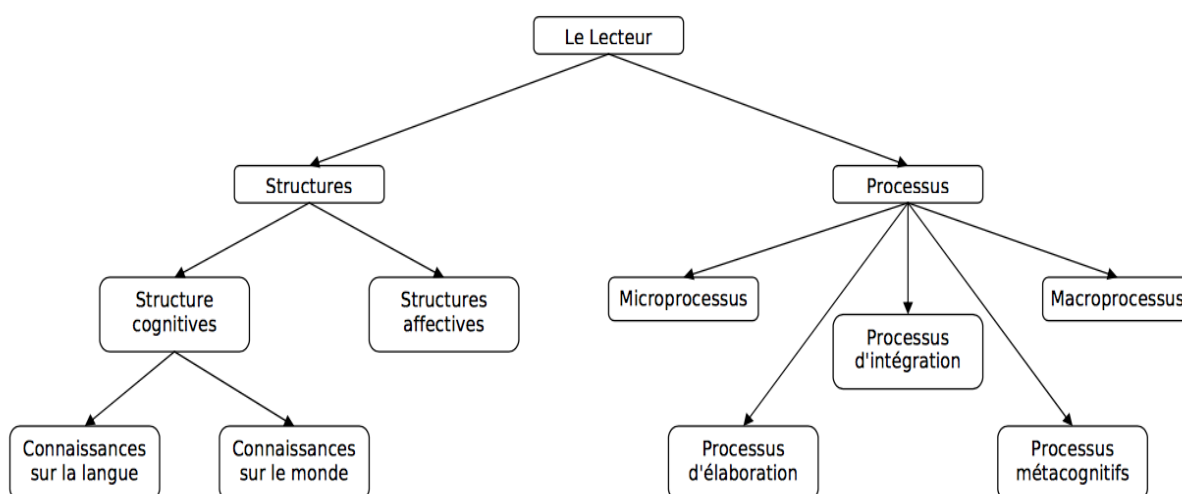 Le Lecteur
Structures
Processus
Structure
cognitives
Structures
affectives
Microprocessus
Processus
d'intégration
Macroprocessus
Connaissances
sur la langue
Connaissances
sur le monde
Processus
d'élaboration
Processus
métacognitifs